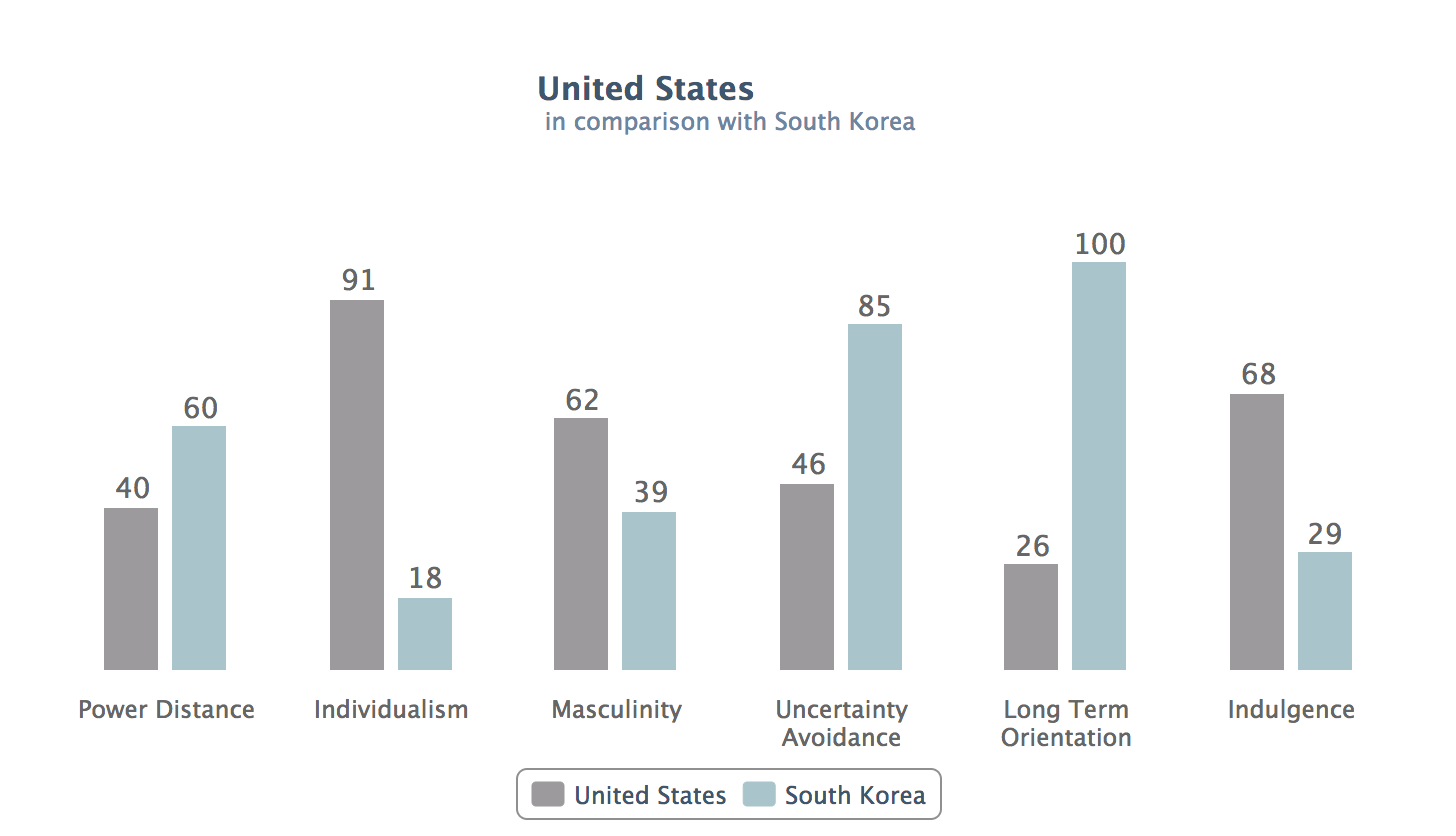 United States
in comparison with South Korea
40
60
91
18
62
39
46
85
26
100
68
29
Power Distance
Individualism
Masculinity
Uncertainty
Avoidance
Long Term
Orientation
Indulgence
United States
South Korea